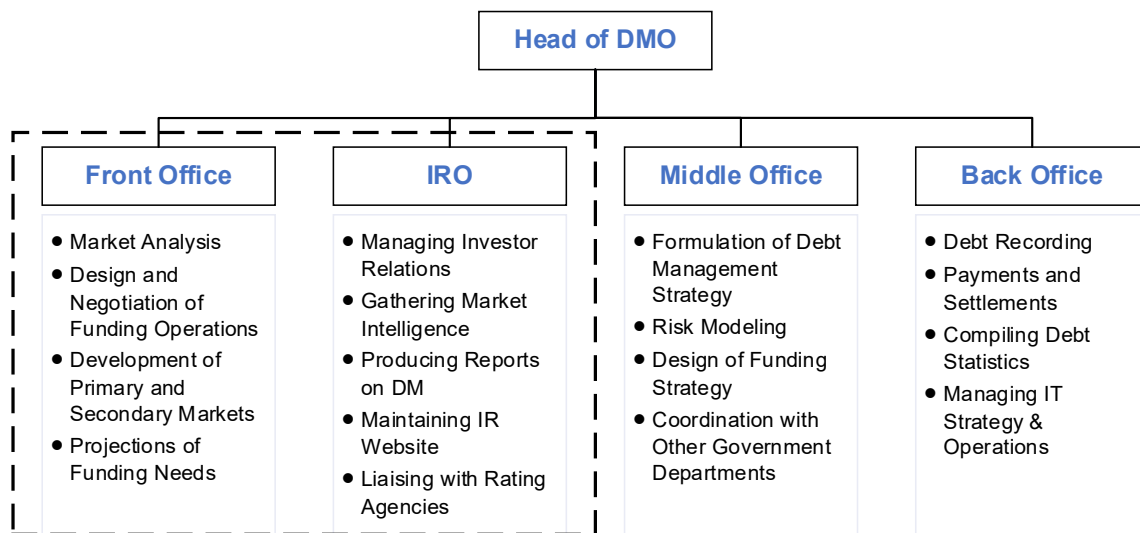 Head of DMO
Front Office
• Market Analysis
• Design and
Negotiation of
Funding Operations
• Development of
Primary and
Secondary Markets
• Projections of
Funding Needs
IRO
• Managing Investor
Relations
• Gathering Market
Intelligence
• Producing Reports
on DM
• Maintaining IR
Website
• Liaising with Rating
Agencies
Middle Office
• Formulation of Debt
Management
Strategy
• Risk Modeling
• Design of Funding
Strategy
• Coordination with
Other Government
Departments
Back Office
• Debt Recording
• Payments and
Settlements
• Compiling Debt
Statistics
• Managing IT
Strategy &
Operations